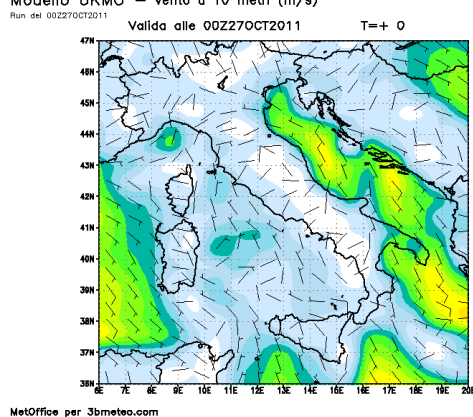 Modello UKMO - Vento a 10 metri (m/s)
Run del 00Z27OCT2011
Valida alle 00Z27OCT2011 T=+ 0
47N
46N
45N
44N
43N
42N
41N
40N
39N
38N
37N
36N
6E 7E 8E 9E 10E 11E 12E 13E 14E 15E 16E 17E 18E 19E 20E
MetOffice per 3bmeteo.com